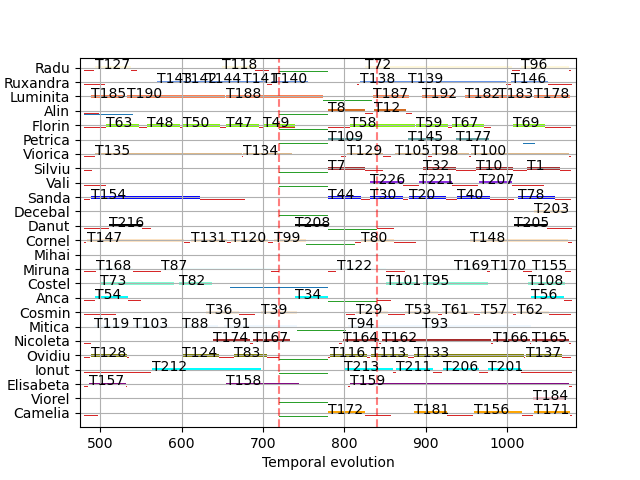 Radu T127 T118 T72 T96
Ruxandra T143 T142 T144 T141 T140 T138 T139 T146
Luminita T185 T190 T188 T187 T192 T182 T183 T178
Alin T8 T12
Florin T63 T48 T50 T47 T49 T58 T59 T67 T69
Petrica T109 T145 T177
Viorica T135 T134 T129 T105 T98 T100
Silviu T7 T32 T10 T1
Vali T226 T221 T207
Sanda T154 T44 T30 T20 T40 T78
Decebal T203
Danut T216 T208 T205
Cornel T147 T131 T120 T99 T80 T148
Mihai
Miruna T168 T87 T122 T169 T170 T155
Costel T73 T82 T101 T95 T108
Anca T54 T34 T56
Cosmin T36 T39 T29 T53 T61 T57 T62
Mitica T119 T103 T88 T91 T94 T93
Nicoleta T174 T167 T164 T162 T166 T165
Ovidiu T128 T124 T83 T116 T113 T133 T137
Ionut T212 T213 T211 T206 T201
Elisabeta T157 T158 T159
Viorel T184
Camelia T172 T186 T156 T171
500 600 700 800 900 1000
Temporal evolution